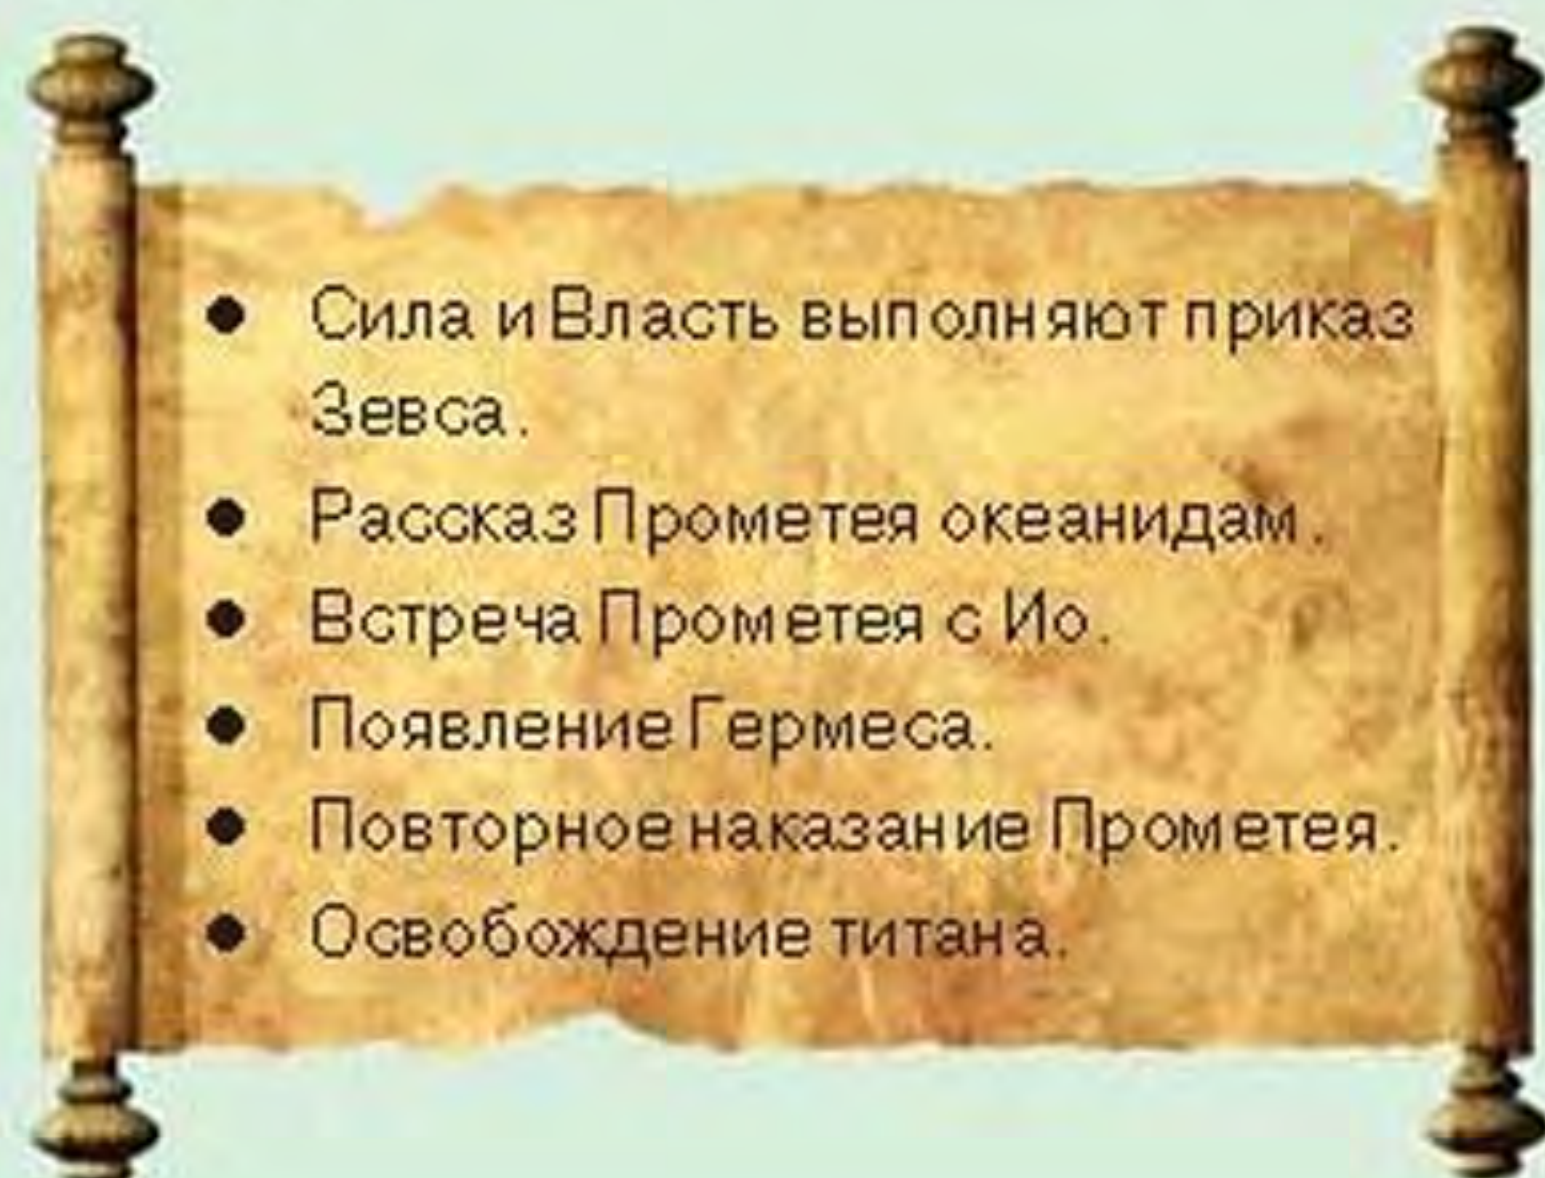 ● Сила и Власть выполняют приказ
Зевса.
● Рассказ Прометея океанидам.
● Встреча Прометея с Ио.
● Появление Гермеса.
● Повторное наказание Прометея.
● Освобождение титана.